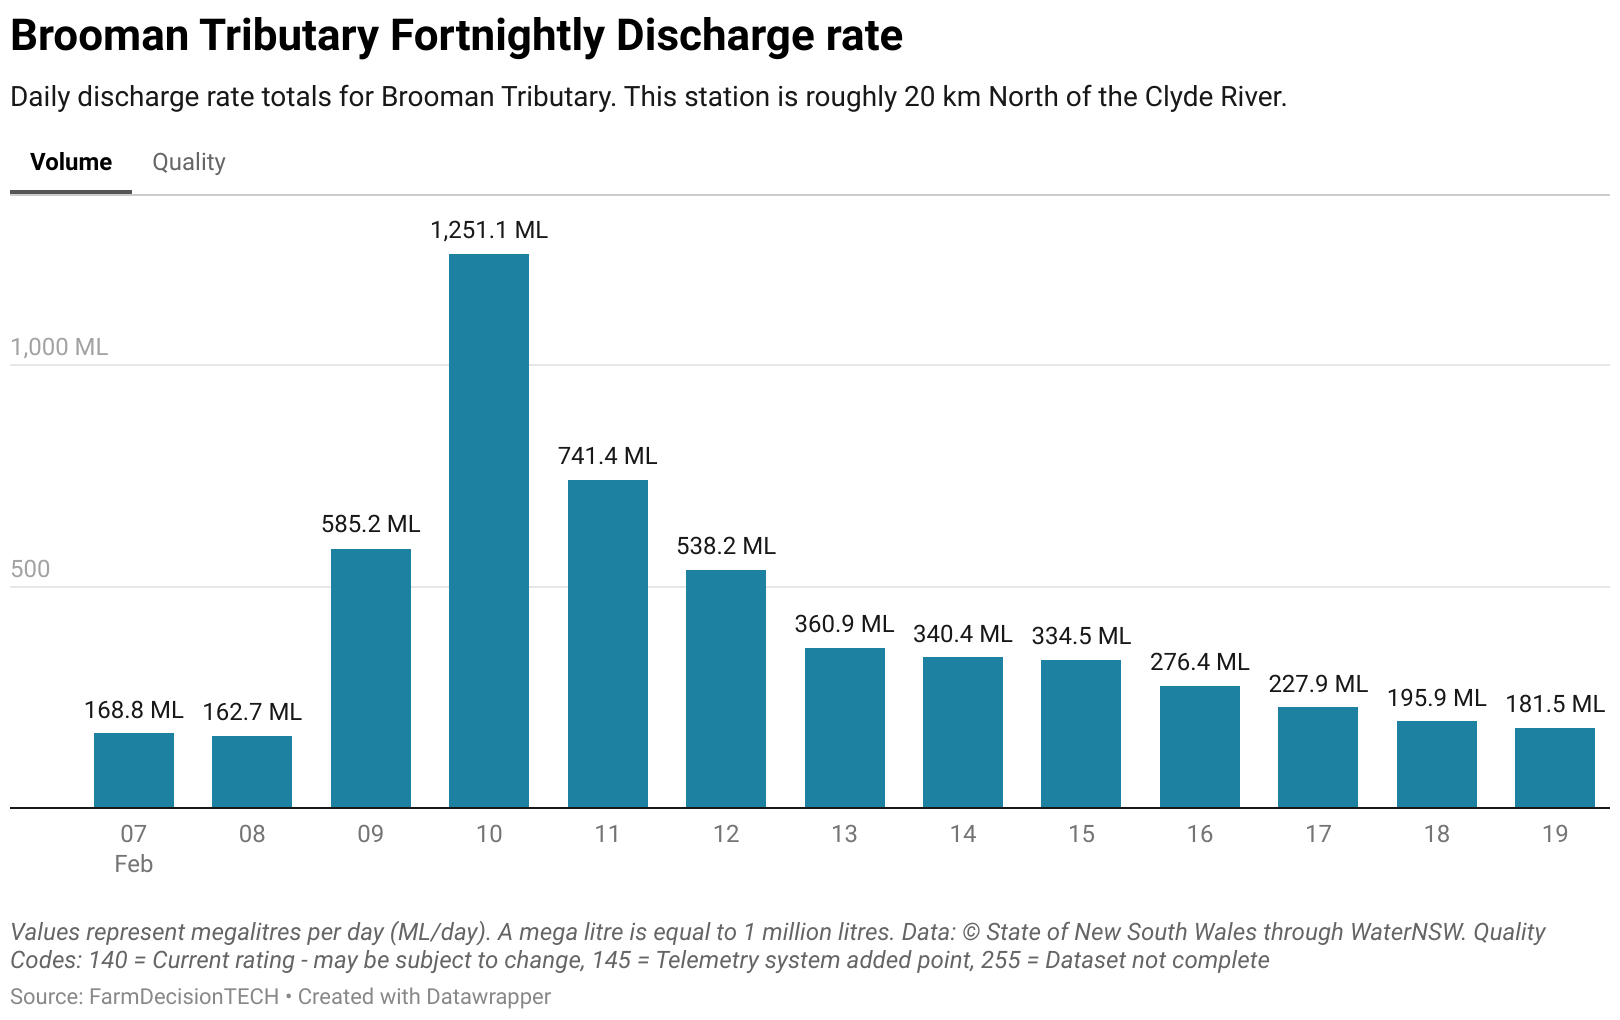 Brooman Tributary Fortnightly Discharge rate
Daily discharge rate totals for Brooman Tributary. This station is roughly 20 km North of the Clyde River.
Volume Quality
1,251.1 ML
1,000 ML
741.4 ML
585.2 ML
538.2 ML
500
360.9 ML 340.4 ML 334.5 ML
276.4 ML
227.9 ML
195.9 ML 181.5 ML
168.8 ML 162.7 ML
07 08 09 10 11 12 13 14 15 16 17 18 19
Feb
Values represent megalitres per day (ML/day). A mega litre is equal to 1 million litres. Data: © State of New South Wales through WaterNSW. Quality
Codes: 140 = Current rating - may be subject to change, 145 = Telemetry system added point, 255 = Dataset not complete
Source: FarmDecisionTECH • Created with Datawrapper